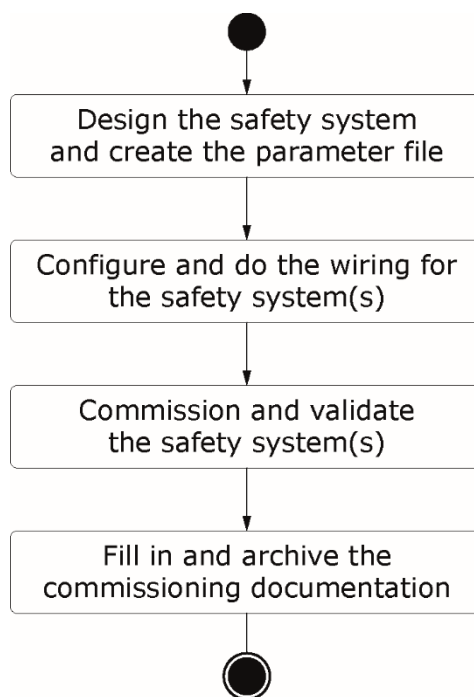 Design the safety system
and create the parameter file
Configure and do the wiring for
the safety system(s)
Commission and validate
the safety system(s)
Fill in and archive the
commissioing documentation